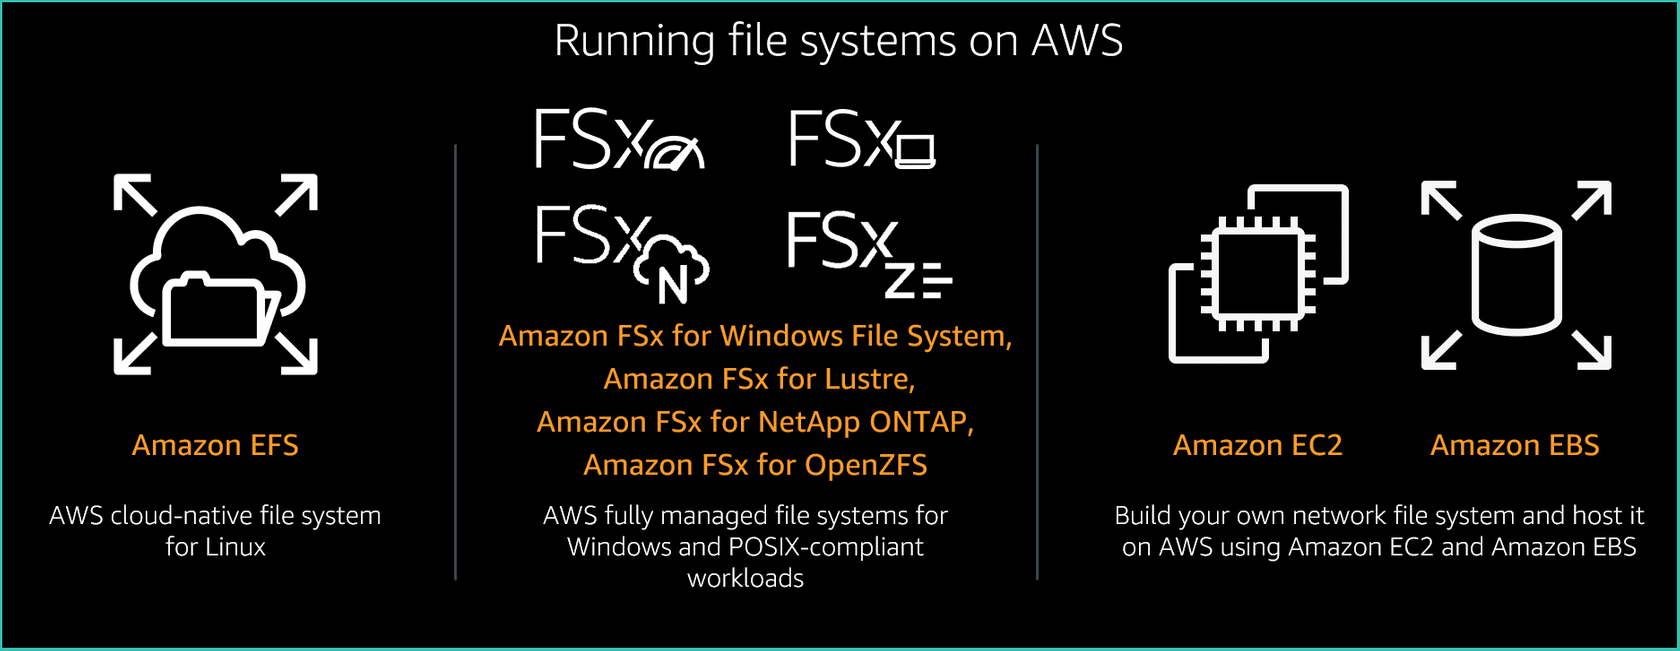 Running file systems on AWS
FSx
FSx
FSx
N
FSx
Z
Amazon EFS
AWS cloud-native file system
for Linux
Amazon FSx for Windows File System,
Amazon FSx for Lustre,
Amazon FSx for NetApp ONTAP,
Amazon FSx for OpenZFS
AWS fully managed file systems for
Windows and POSIX-compliant
workloads
Amazon EC2
Amazon EBS
Build your own network file system and host it
on AWS using Amazon EC2 and Amazon EBS